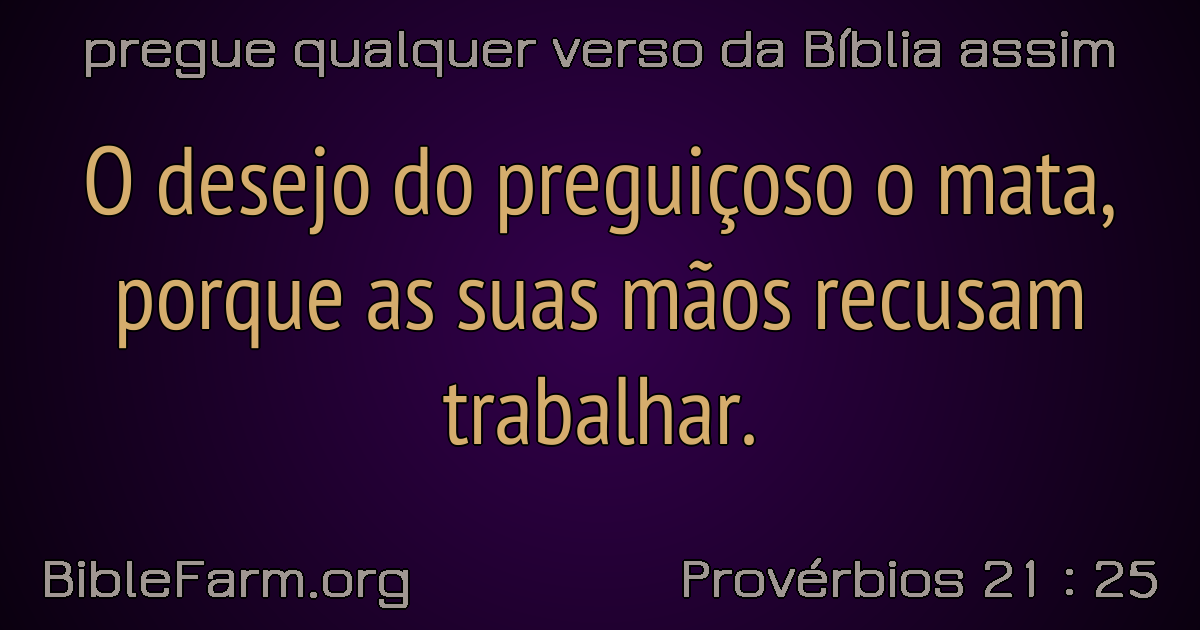 pregue qualquer verso da Bíblia assim
O desejo do preguiçoso o mata,
porque as suas mãos recusam
trabalhar.
BibleFarm.org
Provérbios 21 : 25